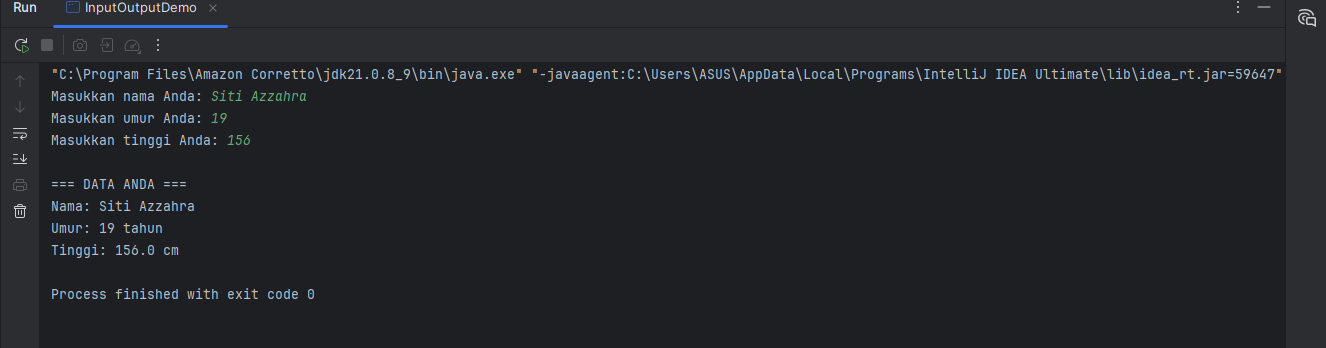 Run InputOutputDemo
"C:\Program Files\Amazon Corretto\jdk21.0.8_9\bin\java.exe" "-javaagent:C:\Users\ASUS\AppData\Local\Programs\IntelliJ IDEA Ultimate\lib\idea_rt.jar=59647"
Masukkan nama Anda: Siti Azzahra
Masukkan umur Anda: 19
Masukkan tinggi Anda: 156
=== DATA ANDA ===
Nama: Siti Azzahra
Umur: 19 tahun
Tinggi: 156.0 cm
Process finished with exit code 0